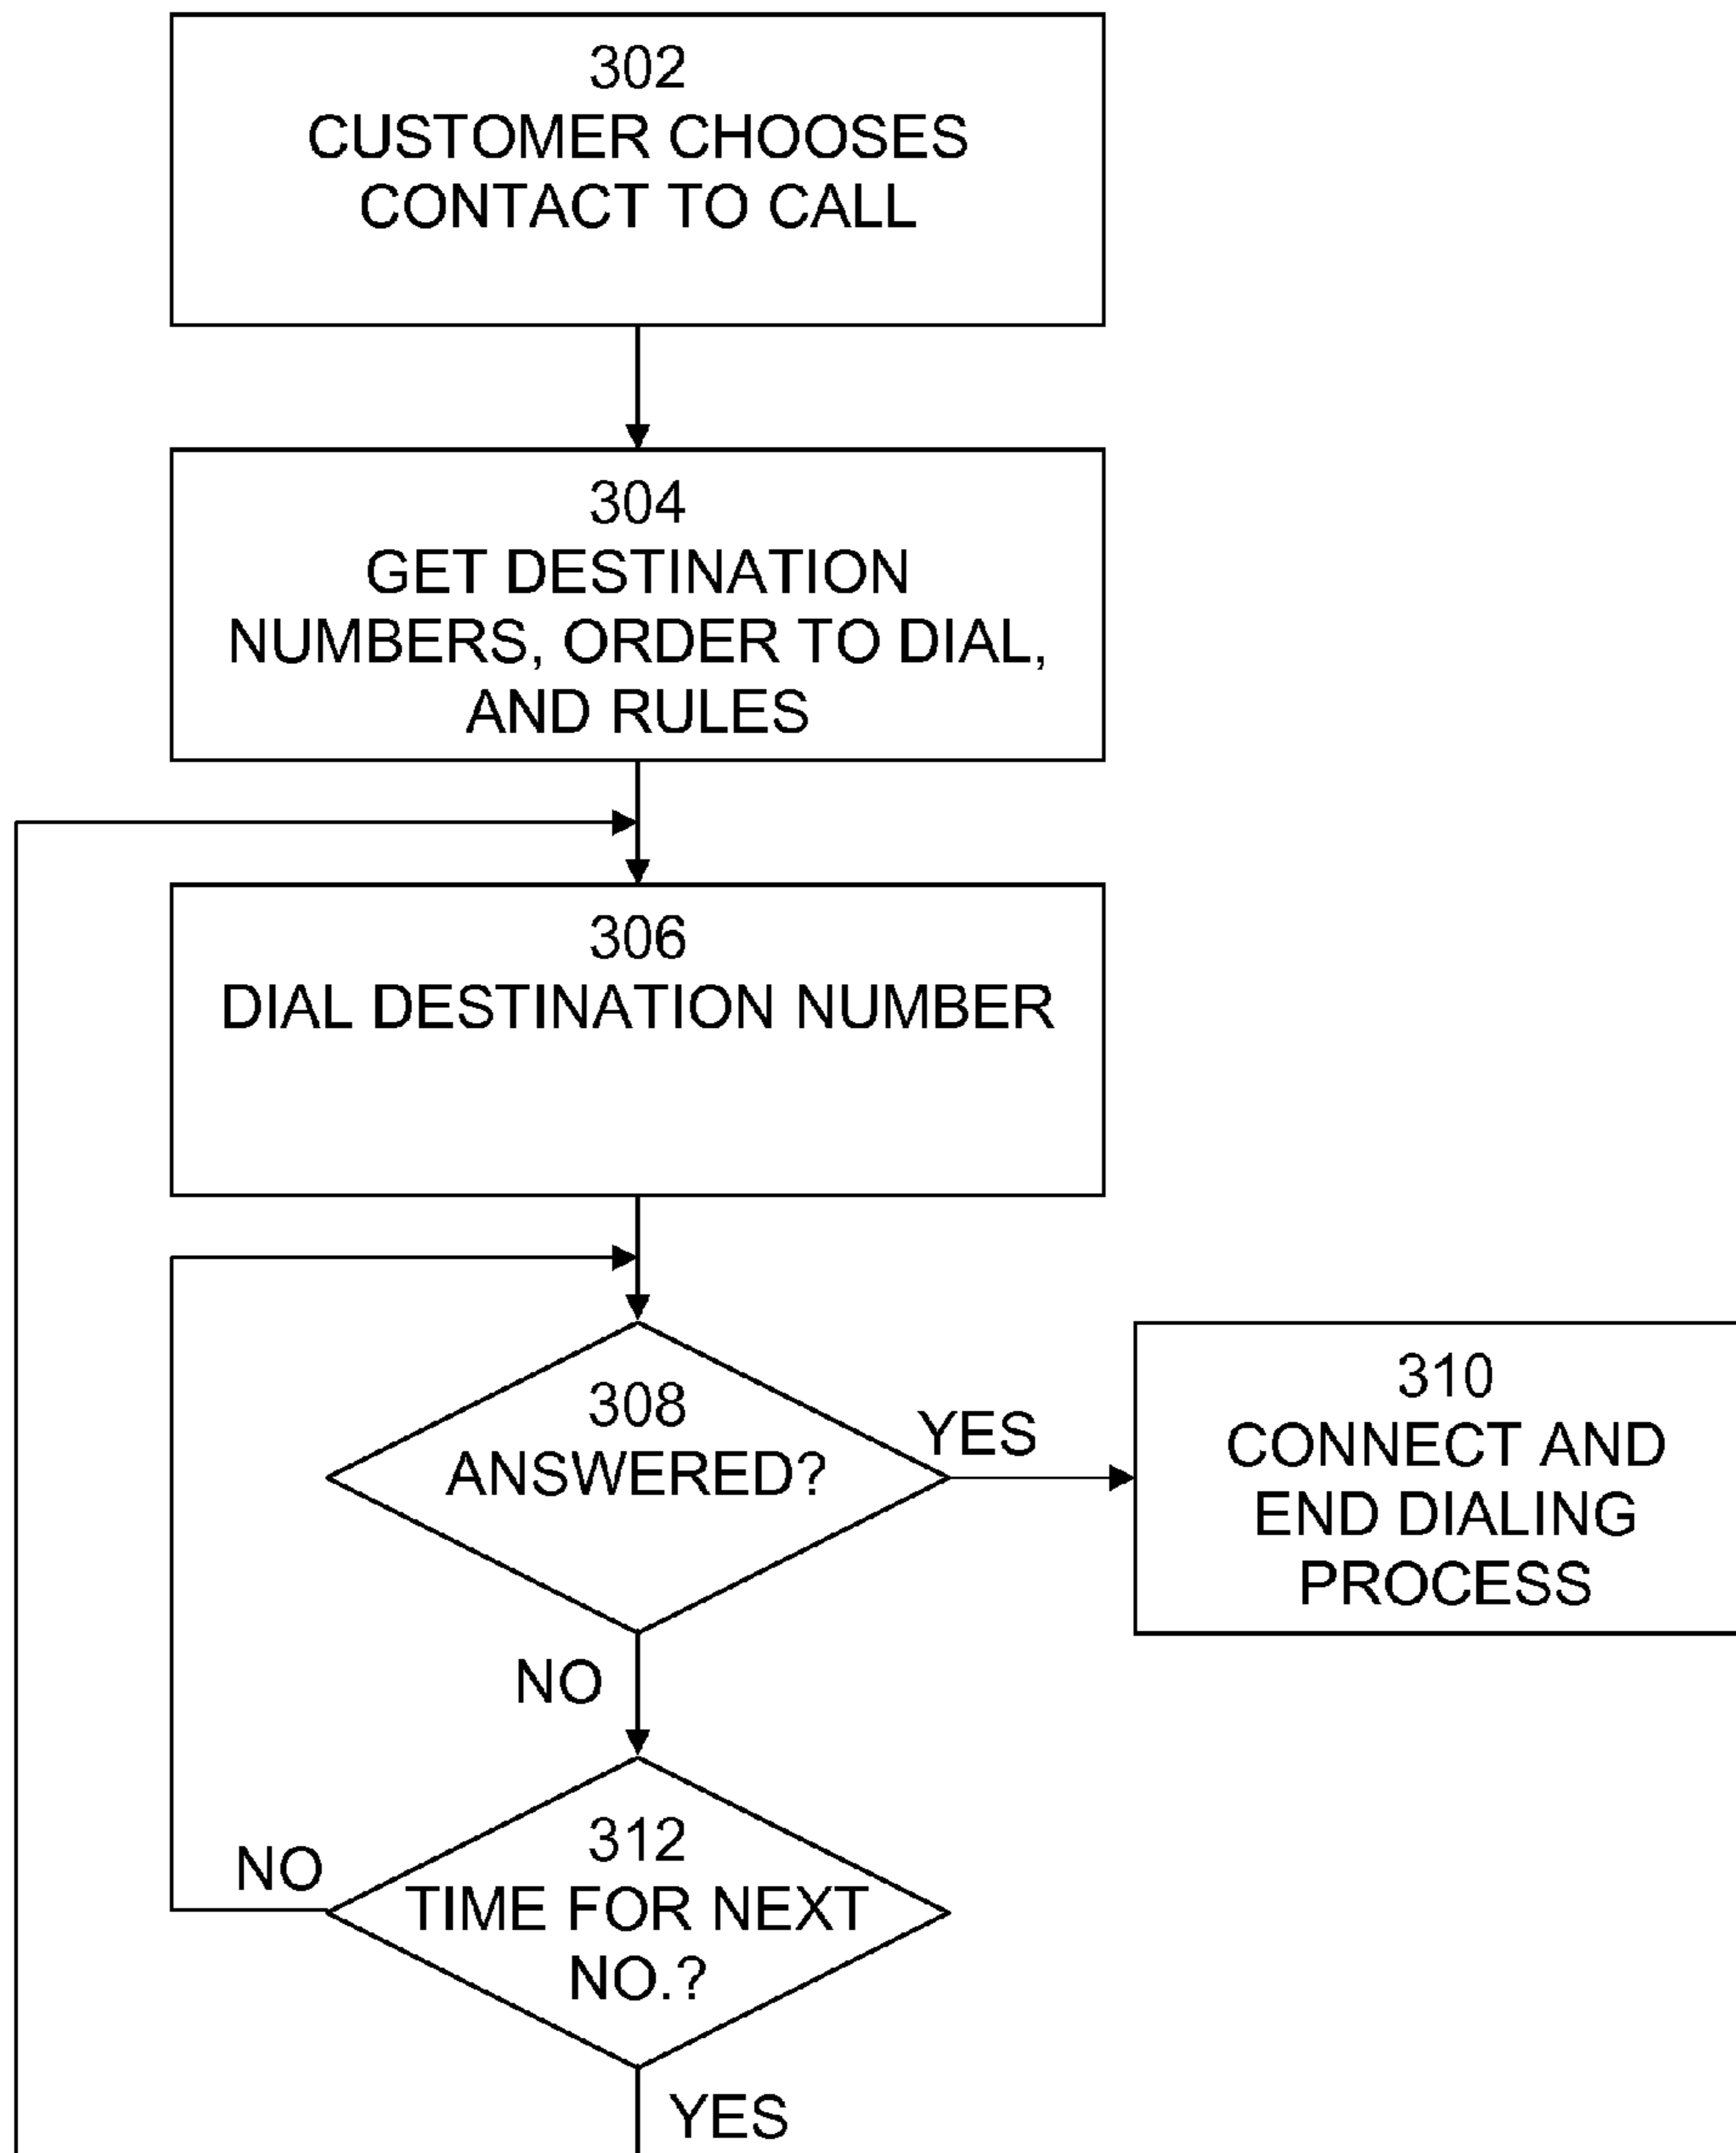 302
CUSTOMER CHOOSES
CONTACT TO CALL
304
GET DESTINATION
NUMBERS, ORDER TO DIAL,
AND RULES
306
DIAL DESTINATION NUMBER
308
ANSWERED?
YES
310
CONNECT AND
END DIALING
PROCESS
NO
312
TIME FOR NEXT
NO.?
NO
YES